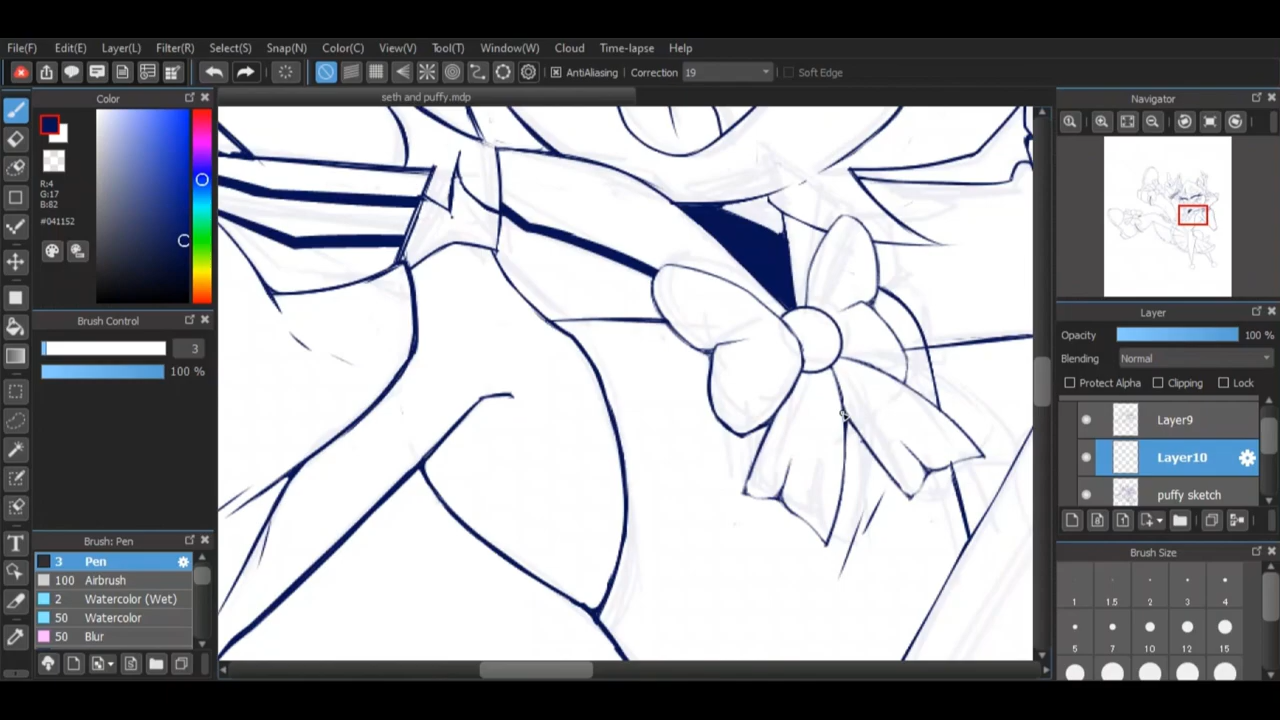 File(F) Edit(E) Layer(L) Filter(R) Select(S) Snap(N) Color(C) View(V) Tool(T) Window(W) Cloud Time-lapse Help
AntiAliasing Correction 19 Soft Edge
Color
seth and puffy.mdp
Navigator
R:4
G:17
B:82
#041152
Brush Control
3
100 %
Layer
Opacity 100 %
Blending Normal
Protect Alpha Clipping Lock
Layer9
Layer10
puffy sketch
Brush: Pen
3 Pen
100 Airbrush
2 Watercolor (Wet)
50 Watercolor
50 Blur
Brush Size
1 1.5 2 3 4
5 7 10 12 15
T